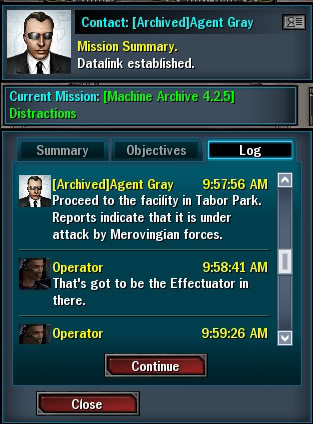 Contact: [Archived]Agent Gray
Mission Summary.
Datalink established.
Current Mission: [Machine Archive 4.2.5]
Distractions
Summary
Objectives
Log
[Archived]Agent Gray 9:57:56 AM
Proceed to the facility in Tabor Park.
Reports indicate that it is under
attack by Merovingian forces.
Operator 9:58:41 AM
That's got to be the Effectuator in
there.
Operator 9:59:26 AM
Continue
Close